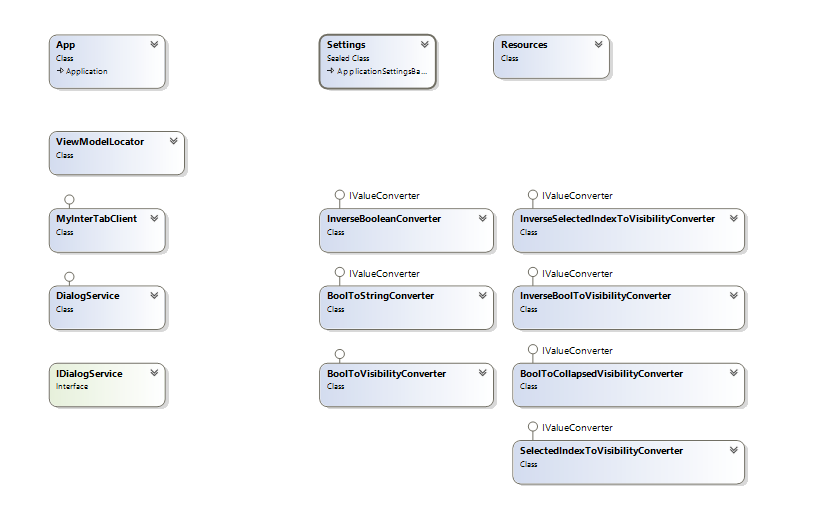 App
Class
Application
Settings
Sealed Class
ApplicationSettingsBa...
Resources
Class
ViewModelLocator
Class
MyInterTabClient
Class
IValueConverter
InverseBooleanConverter
Class
IValueConverter
InverseSelectedIndexToVisibilityConverter
Class
DialogService
Class
IValueConverter
BoolToStringConverter
Class
IValueConverter
InverseBoolToVisibilityConverter
Class
IDialogService
Interface
BoolToVisibilityConverter
Class
IValueConverter
BoolToCollapsedVisibilityConverter
Class
IValueConverter
SelectedIndexToVisibilityConverter
Class